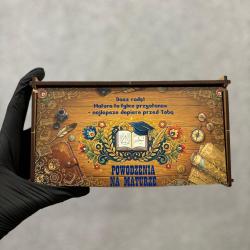 Dasz radę!
Matura to tylko przystanek
- najlepsze dopiero przed Tobą
POWODZENIA
NA MATURZE